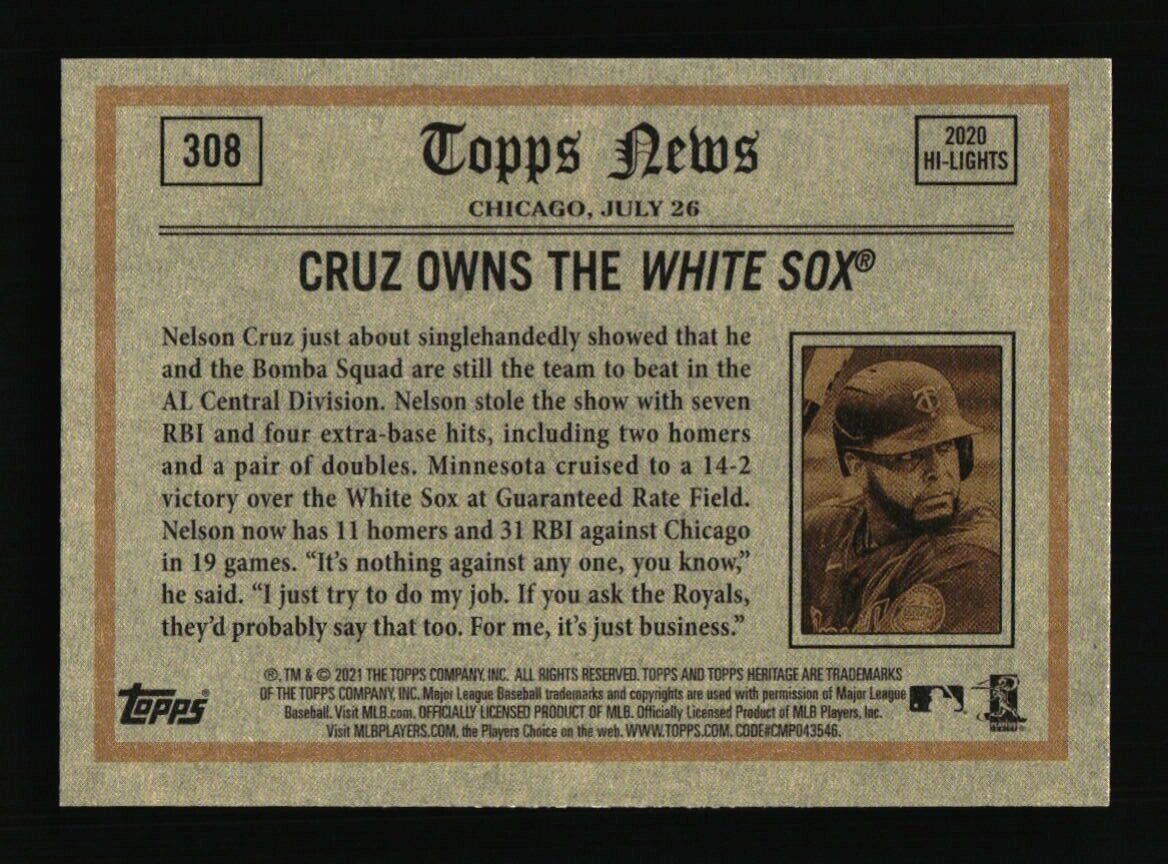 308
Topps News
2020
HI-LIGHTS
CHICAGO, JULY 26
CRUZ OWNS THE WHITE SOX®
Nelson Cruz just about singlehandedly showed that he
and the Bomba Squad are still the team to beat in the
AL Central Division. Nelson stole the show with seven
RBI and four extra-base hits, including two homers
and a pair of doubles. Minnesota cruised to a 14-2
victory over the White Sox at Guaranteed Rate Field.
Nelson now has 11 homers and 31 RBI against Chicago
in 19 games. “It’s nothing against any one, you know,”
he said. “I just try to do my job. If you ask the Royals,
they’d probably say that too. For me, it’s just business.”
TC
®, TM & © 2021 THE TOPPS COMPANY, INC. ALL RIGHTS RESERVED. TOPPS AND TOPPS HERITAGE ARE TRADEMARKS
OF THE TOPPS COMPANY, INC. Major League Baseball trademarks and copyrights are used with permission of Major League
Baseball. Visit MLB.com. OFFICIALLY LICENSED PRODUCT OF MLB. Officially Licensed Product of MLB Players, Inc.
Visit MLBPLAYERS.COM, the Players Choice on the web. WWW.TOPPS.COM. CODE#CMP043546.
Topps®